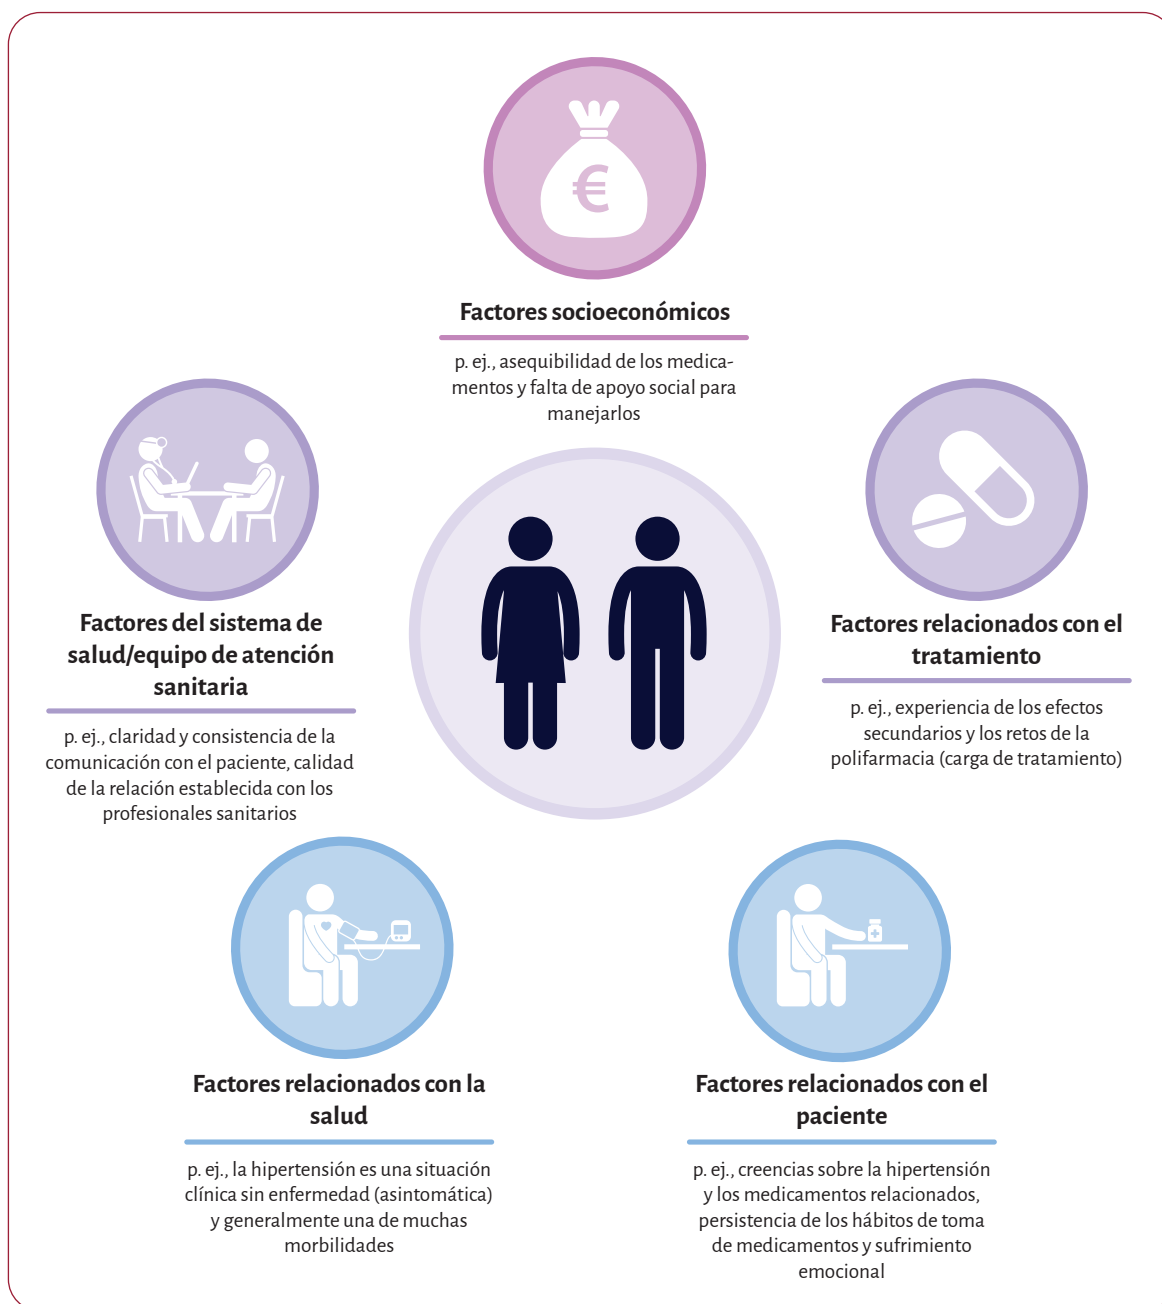 €
Factores socioeconómicos
p. ej., asequibilidad de los medica-
mentos y falta de apoyo social para
manejarlos
Factores del sistema de
salud/equipo de atención
sanitaria
p. ej., claridad y consistencia de la
comunicación con el paciente, calidad
de la relación establecida con los
profesionales sanitarios
Factores relacionados con el
tratamiento
p. ej., experiencia de los efectos
secundarios y los retos de la
polifarmacia (carga de tratamiento)
Factores relacionados con la
salud
p. ej., la hipertensión es una situación
clínica sin enfermedad (asintomática)
y generalmente una de muchas
morbilidades
Factores relacionados con el
paciente
p. ej., creencias sobre la hipertensión
y los medicamentos relacionados,
persistencia de los hábitos de toma
de medicamentos y sufrimiento
emocional